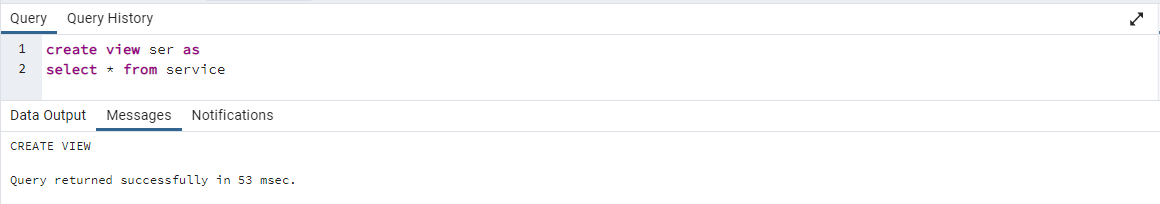 Query Query History
1 create view ser as
2 select * from service
Data Output Messages Notifications
CREATE VIEW
Query returned successfully in 53 msec.